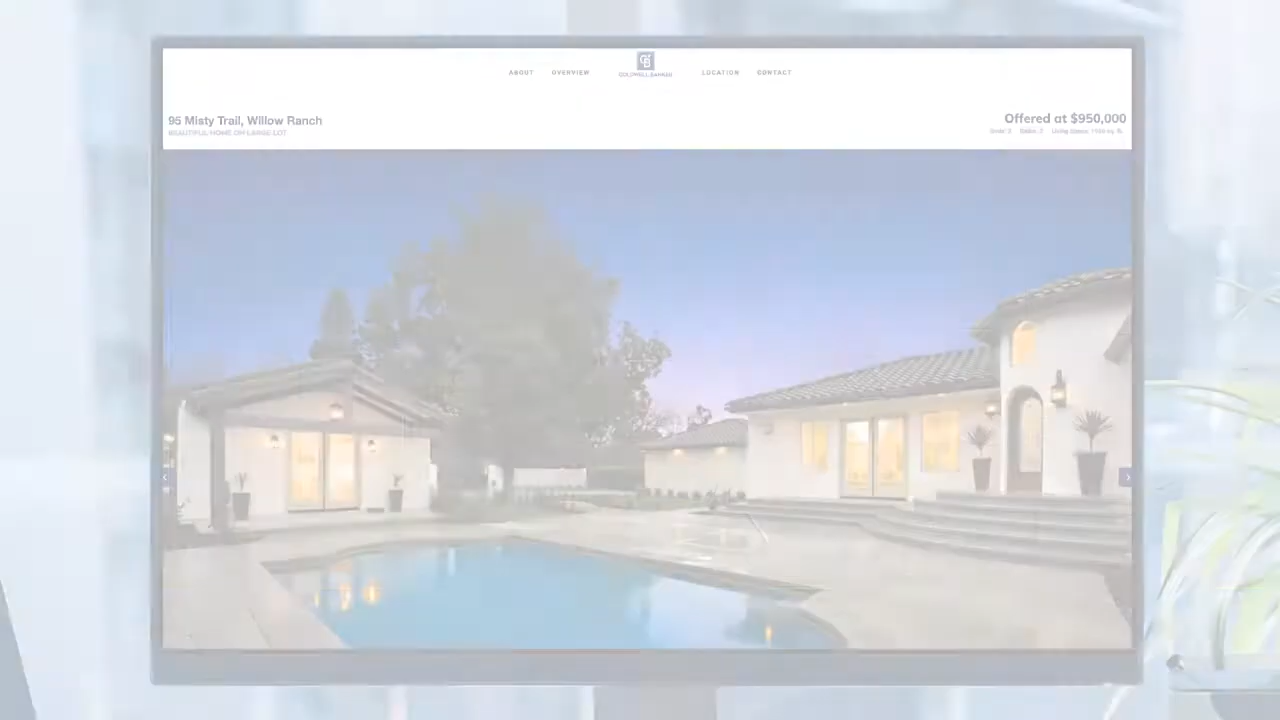 ABOUT OVERVIEW COLDWELL BANKER LOCATION CONTACT
95 Misty Trail, Willow Ranch
BEAUTIFUL HOME ON LARGE LOT
Offered at $950,000